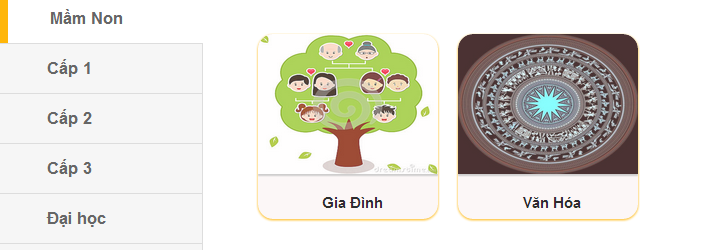 Mầm Non
Cấp 1
Cấp 2
Cấp 3
Đại học
Gia Đình
Văn Hóa